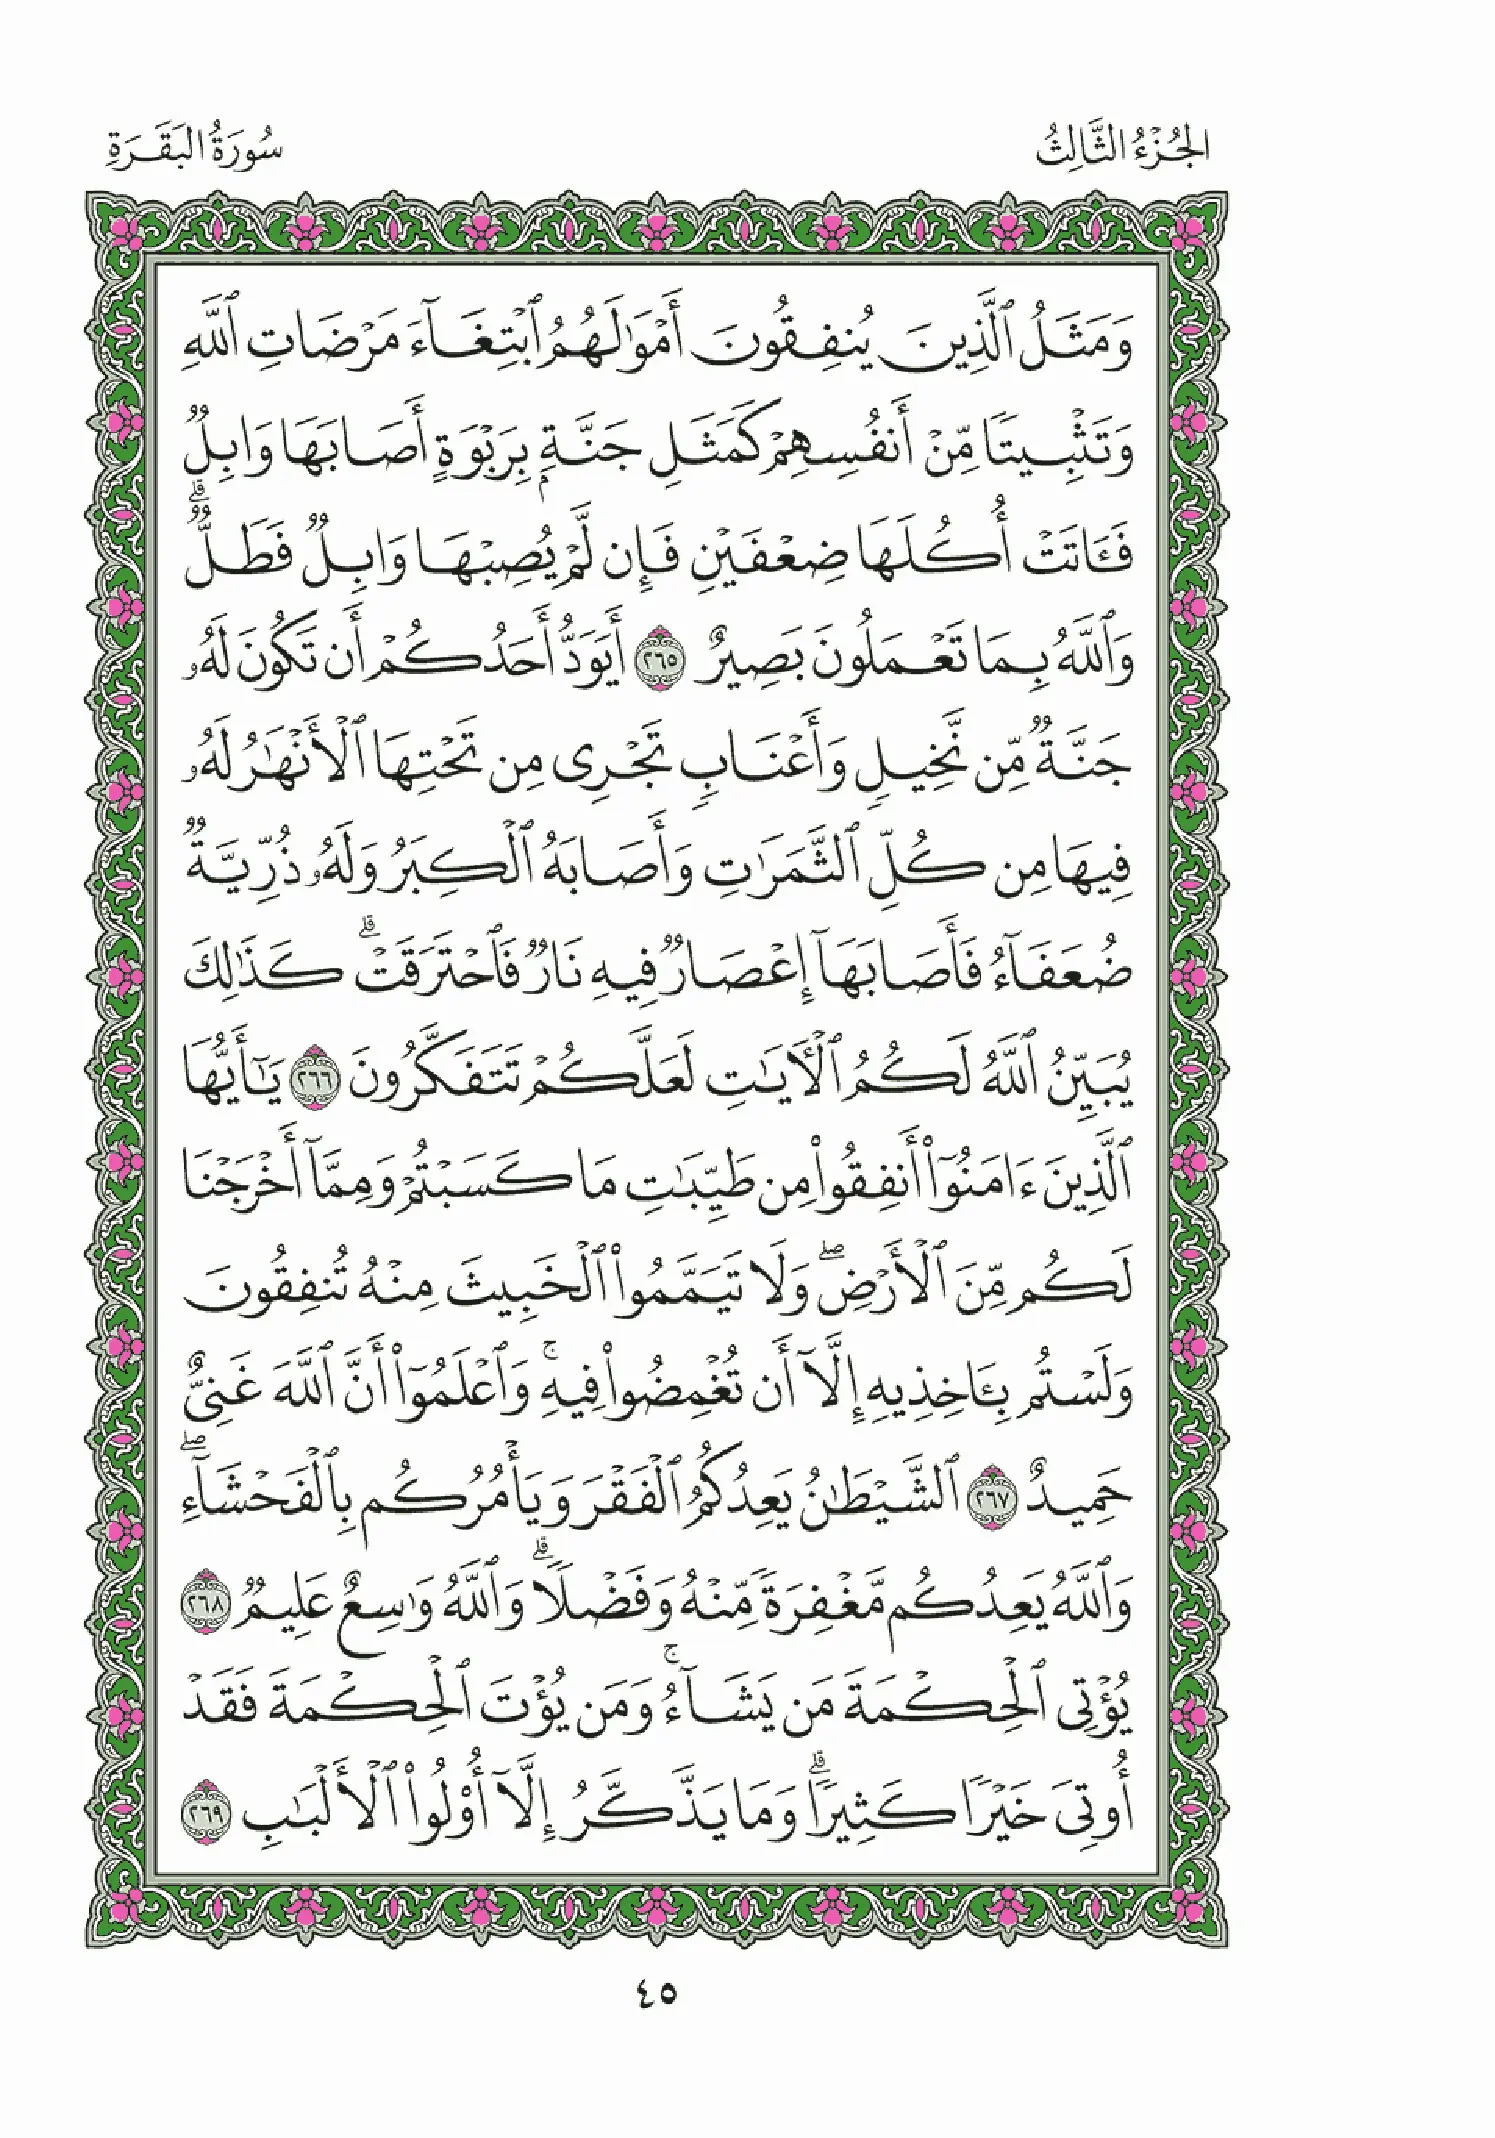 الجُزْءُ الثَّالِثُ
سُورَةُ البَقَرَةِ
وَمَثَلُ ٱلَّذِينَ يُنفِقُونَ أَمْوَٰلَهُمُ ٱبْتِغَآءَ مَرْضَاتِ ٱللَّهِ
وَتَثْبِيتًا مِّنْ أَنفُسِهِمْ كَمَثَلِ جَنَّةٍۭ بِرَبْوَةٍ أَصَابَهَا وَابِلٌ
فَـَٔاتَتْ أُكُلَهَا ضِعْفَيْنِ فَإِن لَّمْ يُصِبْهَا وَابِلٌ فَطَلٌّ ۗ
وَٱللَّهُ بِمَا تَعْمَلُونَ بَصِيرٌ ٢٦٥ أَيَوَدُّ أَحَدُكُمْ أَن تَكُونَ لَهُۥ
جَنَّةٌ مِّن نَّخِيلٍ وَأَعْنَابٍ تَجْرِى مِن تَحْتِهَا ٱلْأَنْهَٰرُ لَهُۥ
فِيهَا مِن كُلِّ ٱلثَّمَرَٰتِ وَأَصَابَهُ ٱلْكِبَرُ وَلَهُۥ ذُرِّيَّةٌ
ضُعَفَآءُ فَأَصَابَهَآ إِعْصَارٌ فِيهِ نَارٌ فَٱحْتَرَقَتْ ۗ كَذَٰلِكَ
يُبَيِّنُ ٱللَّهُ لَكُمُ ٱلْـَٔايَٰتِ لَعَلَّكُمْ تَتَفَكَّرُونَ ٢٦٦ يَٰٓأَيُّهَا
ٱلَّذِينَ ءَامَنُوٓا۟ أَنفِقُوا۟ مِن طَيِّبَٰتِ مَا كَسَبْتُمْ وَمِمَّآ أَخْرَجْنَا
لَكُم مِّنَ ٱلْأَرْضِ ۖ وَلَا تَيَمَّمُوا۟ ٱلْخَبِيثَ مِنْهُ تُنفِقُونَ
وَلَسْتُم بِـَٔاخِذِيهِ إِلَّآ أَن تُغْمِضُوا۟ فِيهِ ۚ وَٱعْلَمُوٓا۟ أَنَّ ٱللَّهَ غَنِىٌّ
حَمِيدٌ ٢٦٧ ٱلشَّيْطَٰنُ يَعِدُكُمُ ٱلْفَقْرَ وَيَأْمُرُكُم بِٱلْفَحْشَآءِ ۖ
وَٱللَّهُ يَعِدُكُم مَّغْفِرَةً مِّنْهُ وَفَضْلًا ۗ وَٱللَّهُ وَٰسِعٌ عَلِيمٌ ٢٦٨
يُؤْتِى ٱلْحِكْمَةَ مَن يَشَآءُ ۚ وَمَن يُؤْتَ ٱلْحِكْمَةَ فَقَدْ
أُوتِىَ خَيْرًا كَثِيرًا ۗ وَمَا يَذَّكَّرُ إِلَّآ أُو۟لُوا۟ ٱلْأَلْبَٰبِ ٢٦٩
٤٥